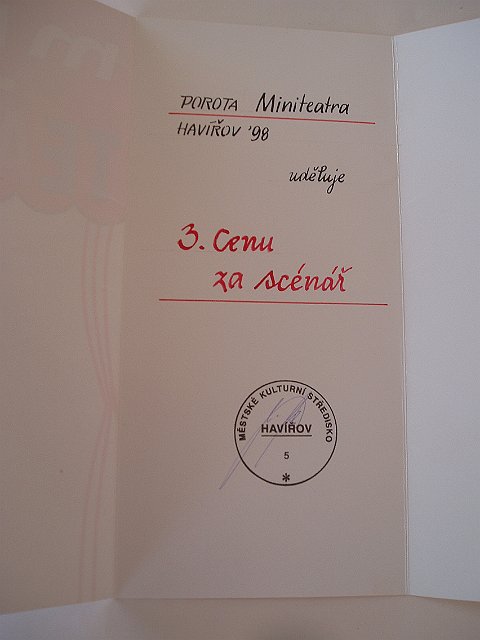 POROTA Miniteatra
HAVÍŘOV '98
uděluje
3. Cenu
za scénář
MĚSTSKÉ KULTURNÍ STŘEDISKO
HAVÍŘOV
5
*